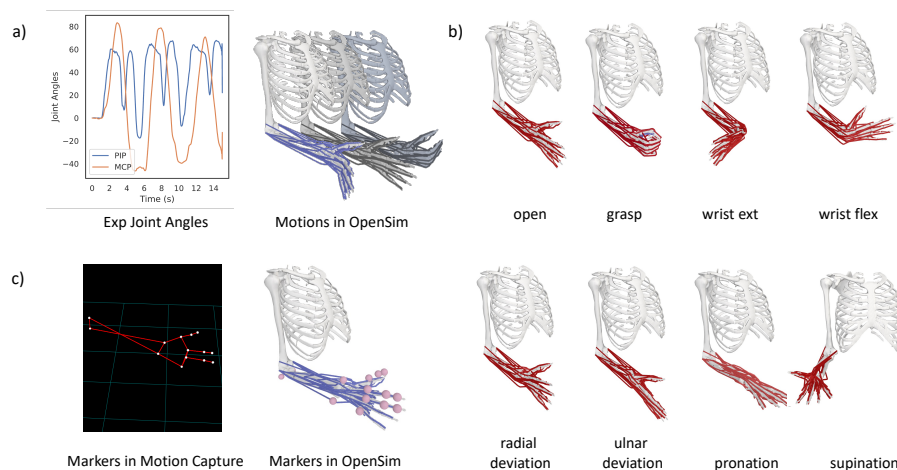 a)
Joint Angles
80
60
40
20
0
−20
−40
PIP
MCP
0 2 4 6 8 10 12 14
Time (s)
Exp Joint Angles
Motions in OpenSim
b)
open
grasp
wrist ext
wrist flex
c)
Markers in Motion Capture
Markers in OpenSim
radial
deviation
ulnar
deviation
pronation
supination